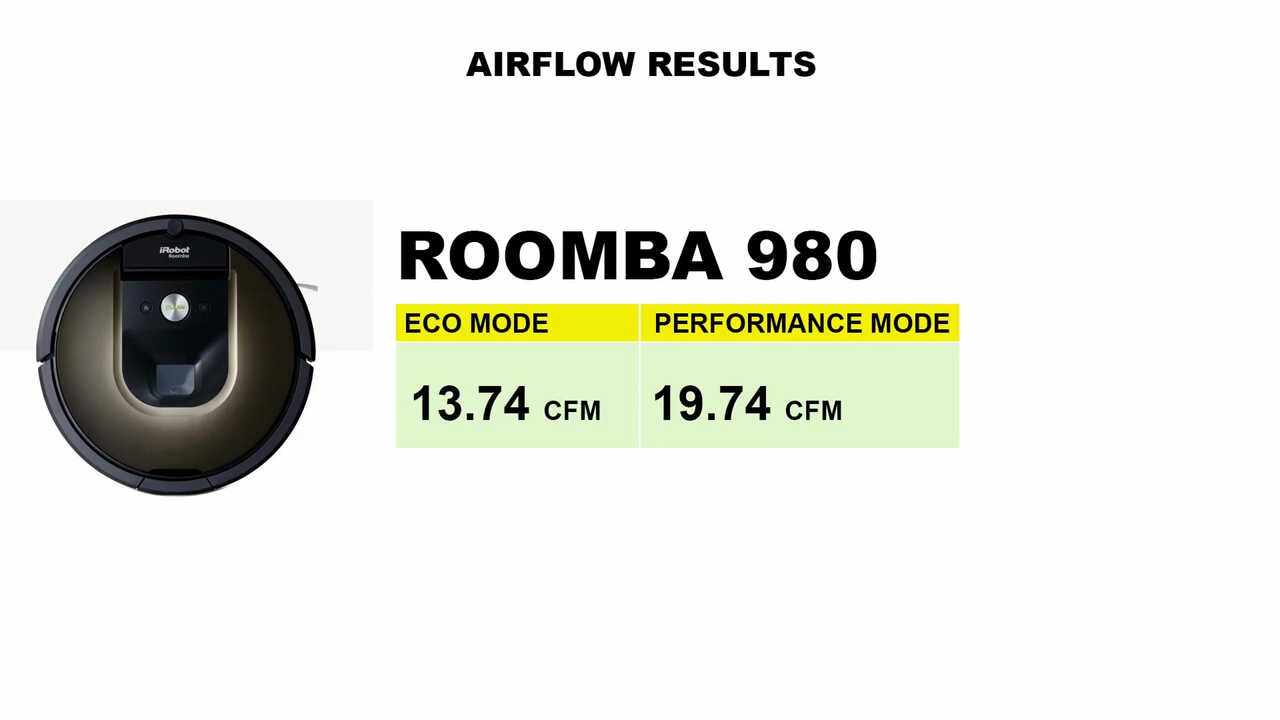 AIRFLOW RESULTS
iRobot
Roomba
CLEAN
ROOMBA 980
ECO MODE PERFORMANCE MODE
13.74 CFM 19.74 CFM